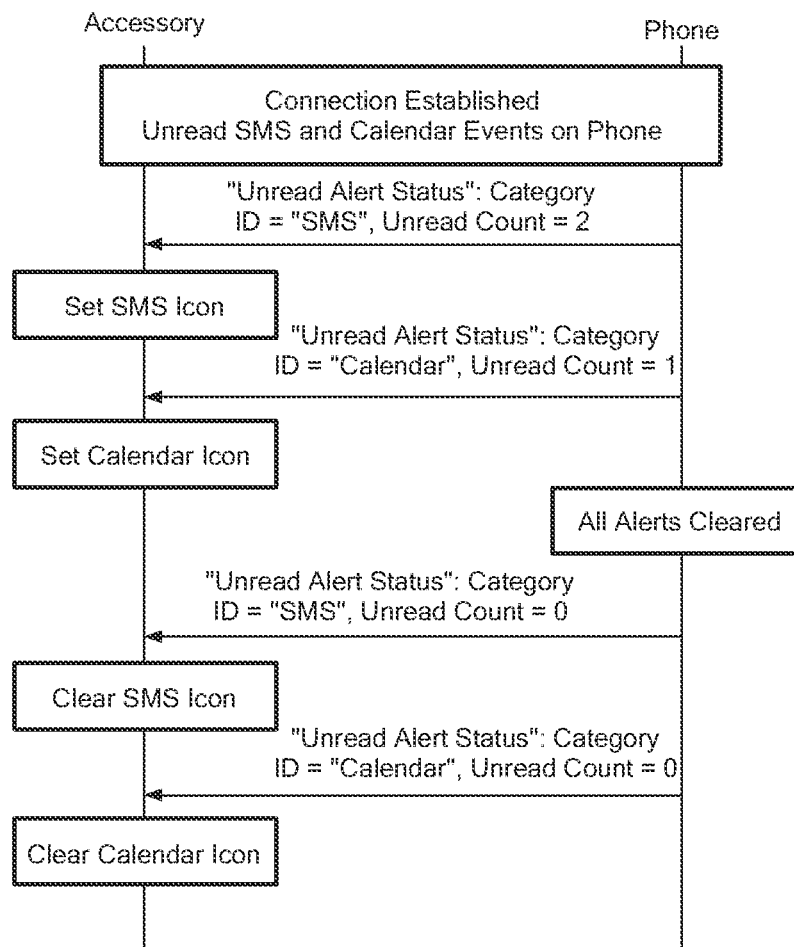 Accessory
Phone
Connection Established
Unread SMS and Calendar Events on Phone
"Unread Alert Status": Category
ID = "SMS", Unread Count = 2
Set SMS Icon
"Unread Alert Status": Category
ID = "Calendar", Unread Count = 1
Set Calendar Icon
All Alerts Cleared
"Unread Alert Status": Category
ID = "SMS", Unread Count = 0
Clear SMS Icon
"Unread Alert Status": Category
ID = "Calendar", Unread Count = 0
Clear Calendar Icon